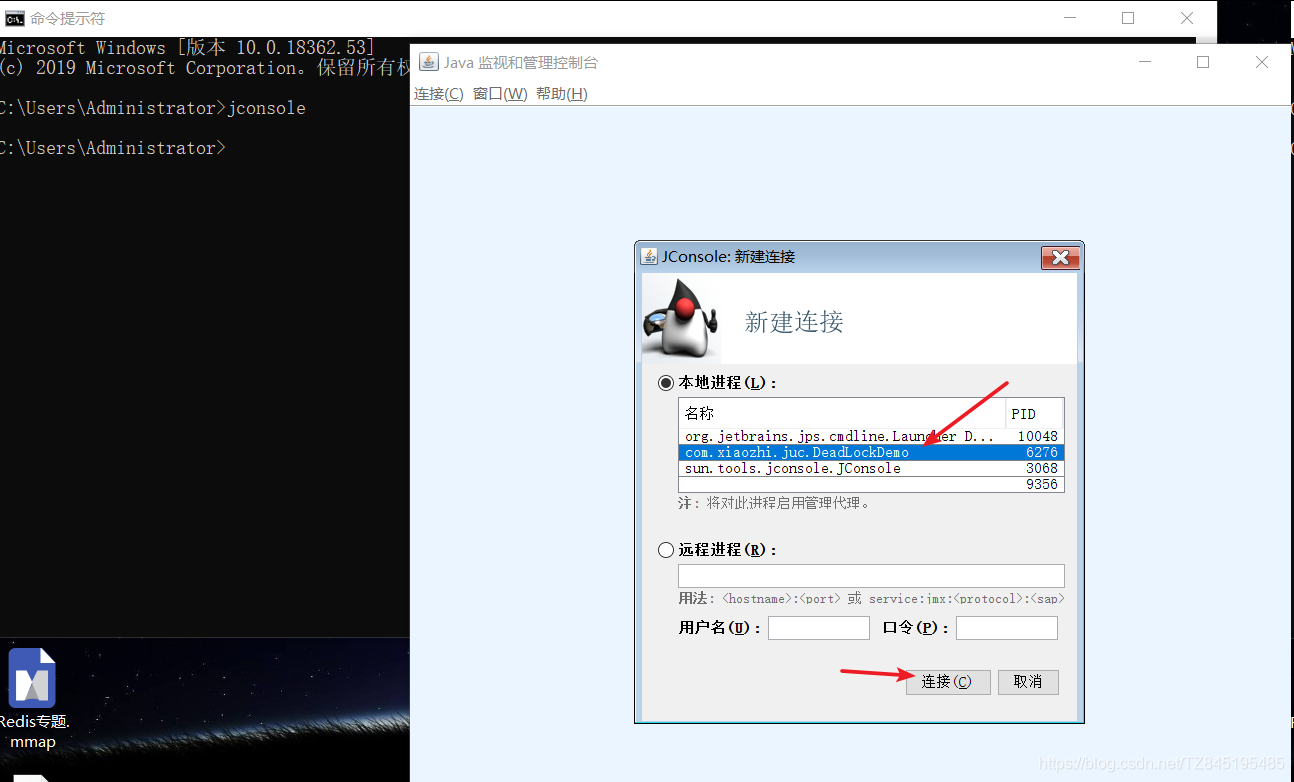 命令提示符
Microsoft Windows [版本 10.0.18362.53]
(c) 2019 Microsoft Corporation。保留所有权
C:\Users\Administrator>jconsole
C:\Users\Administrator>
Java 监视和管理控制台
连接(C) 窗口(W) 帮助(H)
JConsole: 新建连接
新建连接
本地进程(L):
名称 PID
org.jetbrains.jps.cmdline.Launcher D... 10048
com.xiaozhi.juc.DeadLockDemo 6276
sun.tools.jconsole.JConsole 3068
9356
注: 将对此进程启用管理代理。
远程进程(R):
用法: <hostname>:<port> 或 service:jmx:<protocol>:<sap>
用户名(U): 口令(P):
连接(C) 取消
Redis专题.
mmap
https://blog.csdn.net/TZ845195485